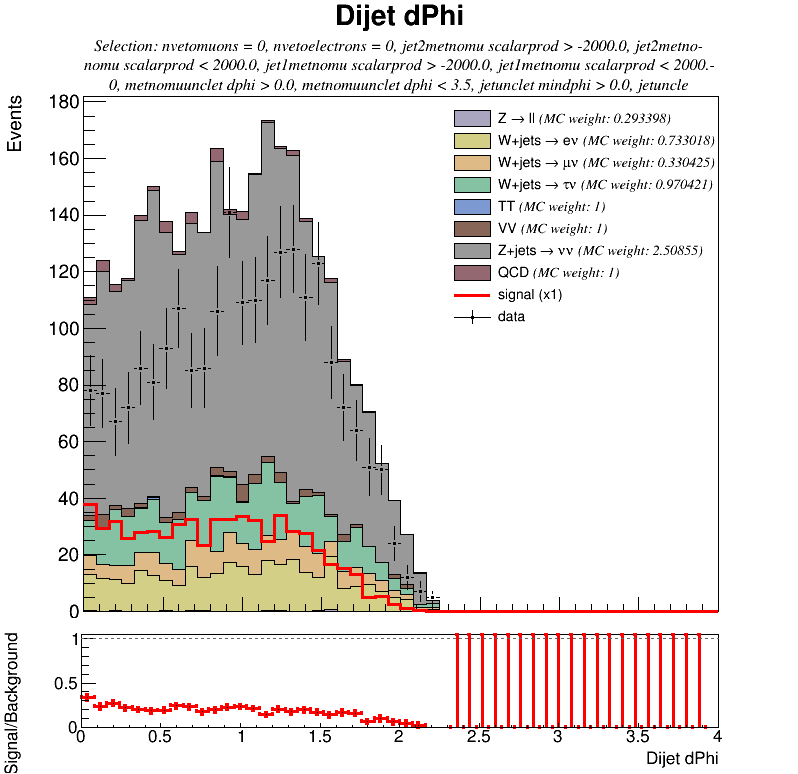 Dijet dPhi
Selection: nvetomuons = 0, nvetoelectrons = 0, jet2metnomu scalarprod > -2000.0, jet2metno-
nomu scalarprod < 2000.0, jet1metnomu scalarprod > -2000.0, jet1metnomu scalarprod < 2000.-
0, metnomuunclet dphi > 0.0, metnomuunclet dphi < 3.5, jetunclet mindphi > 0.0, jetuncle
Events
180
160
140
120
100
80
60
40
20
0
Z → ll (MC weight: 0.293398)
W+jets → eν (MC weight: 0.733018)
W+jets → μν (MC weight: 0.330425)
W+jets → τν (MC weight: 0.970421)
TT (MC weight: 1)
VV (MC weight: 1)
Z+jets → νν (MC weight: 2.50855)
QCD (MC weight: 1)
signal (x1)
data
Signal/Background
1
0.5
0
0 0.5 1 1.5 2 2.5 3 3.5 4
Dijet dPhi